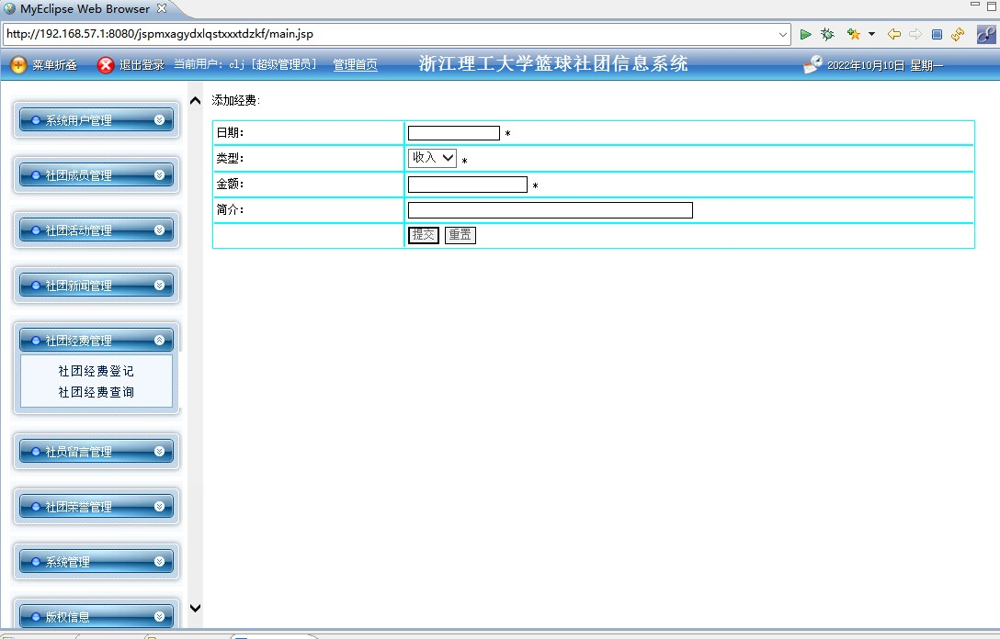 MyEclipse Web Browser
http://192.168.57.1:8080/jspmxagydxlqstxxxtdzkf/main.jsp
菜单折叠 退出登录 当前用户：clj [超级管理员] 管理首页 浙江理工大学篮球社团信息系统 2022年10月10日 星期一
系统用户管理
社团成员管理
社团活动管理
社团新闻管理
社团经费管理
社团经费登记
社团经费查询
社员留言管理
社团荣誉管理
系统管理
版权信息
添加经费:
日期： *
类型： 收入 *
金额： *
简介：
提交 重置